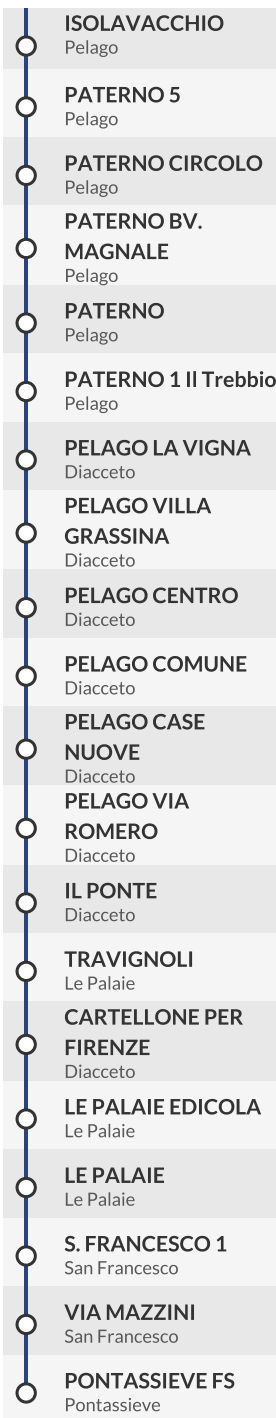 ISOLAVACCHIO
Pelago
PATERNO 5
Pelago
PATERNO CIRCOLO
Pelago
PATERNO BV.
MAGNALE
Pelago
PATERNO
Pelago
PATERNO 1 Il Trebbio
Pelago
PELAGO LA VIGNA
Diacceto
PELAGO VILLA
GRASSINA
Diacceto
PELAGO CENTRO
Diacceto
PELAGO COMUNE
Diacceto
PELAGO CASE
NUOVE
Diacceto
PELAGO VIA
ROMERO
Diacceto
IL PONTE
Diacceto
TRAVIGNOLI
Le Palaie
CARTELLONE PER
FIRENZE
Diacceto
LE PALAIE EDICOLA
Le Palaie
LE PALAIE
Le Palaie
S. FRANCESCO 1
San Francesco
VIA MAZZINI
San Francesco
PONTASSIEVE FS
Pontassieve